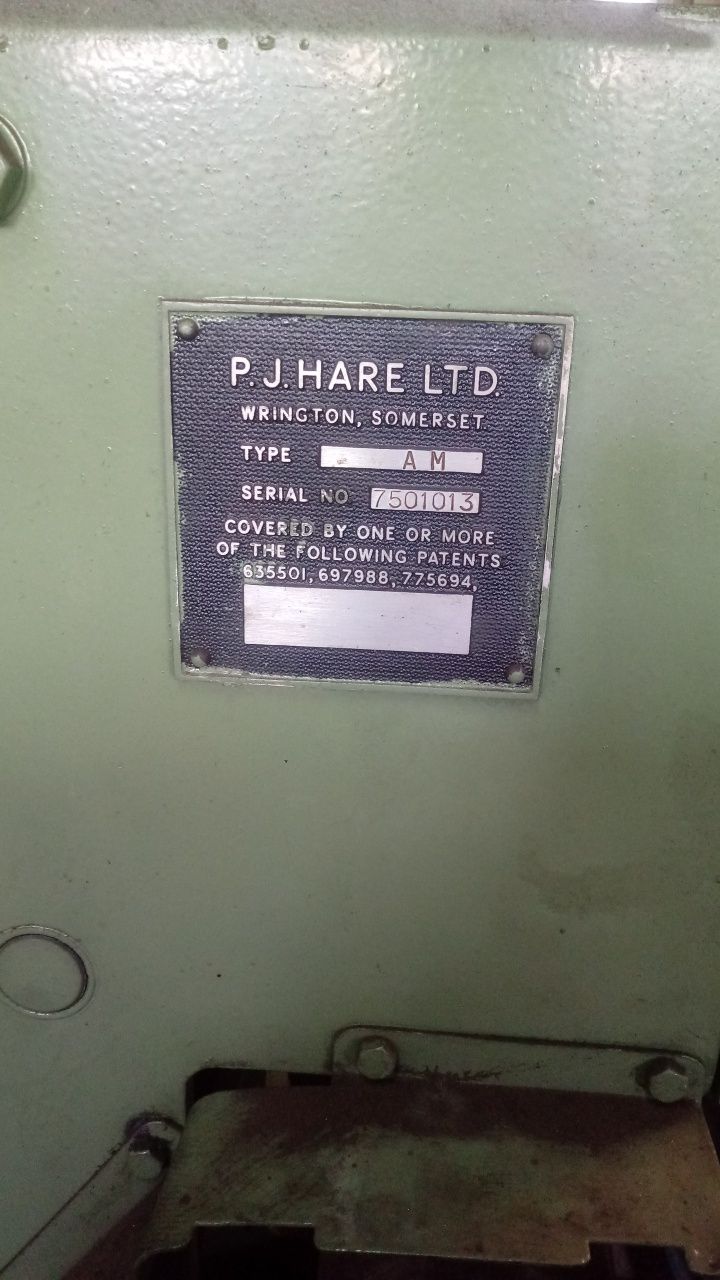 P.J.HARE LTD.
WRINGTON, SOMERSET.
TYPE A M
SERIAL NO 7501013
COVERED BY ONE OR MORE
OF THE FOLLOWING PATENTS
635501, 697988, 775694,